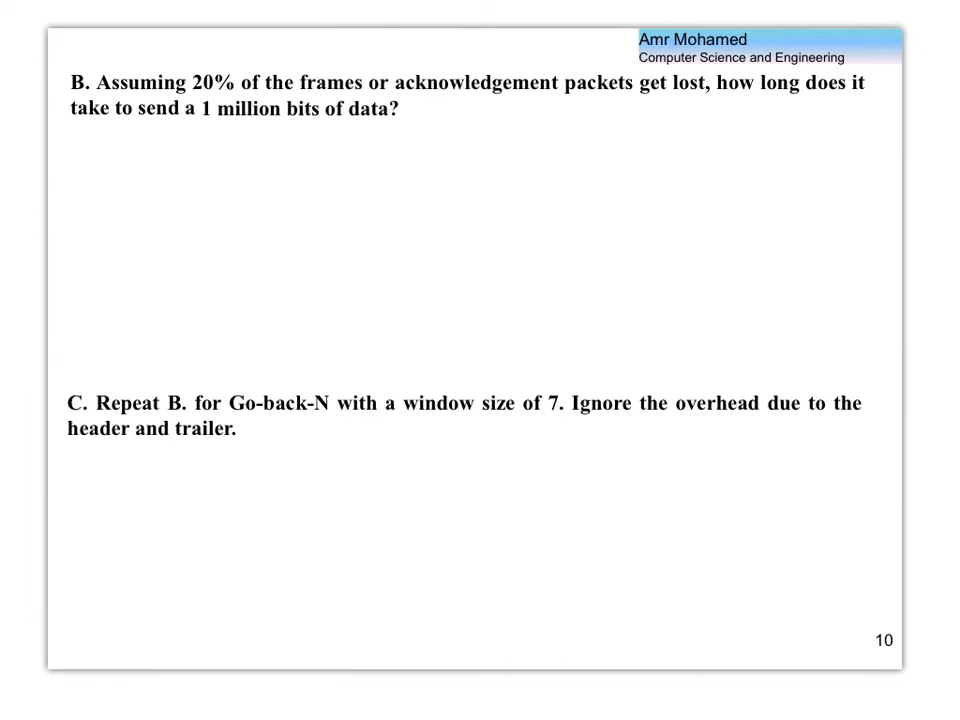 Amr Mohamed
Computer Science and Engineering
B. Assuming 20% of the frames or acknowledgement packets get lost, how long does it
take to send a 1 million bits of data?
C. Repeat B. for Go-back-N with a window size of 7. Ignore the overhead due to the
header and trailer.
10